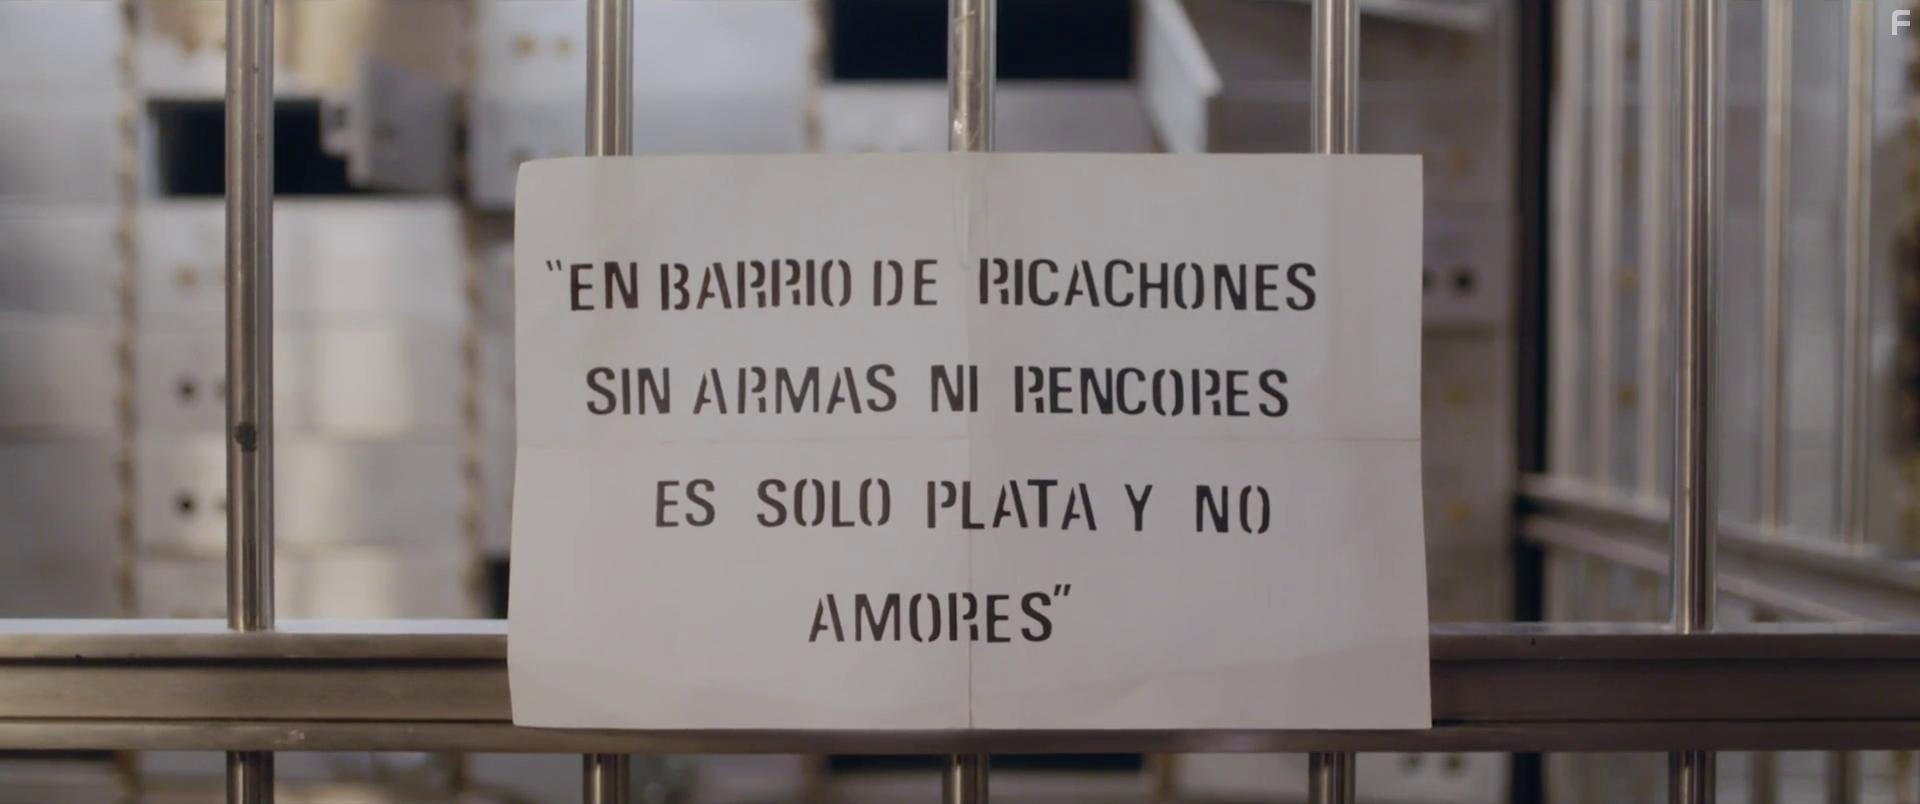 F
"EN BARRIO DE RICACHONES
SIN ARMAS NI RENCORES
ES SOLO PLATA Y NO
AMORES"